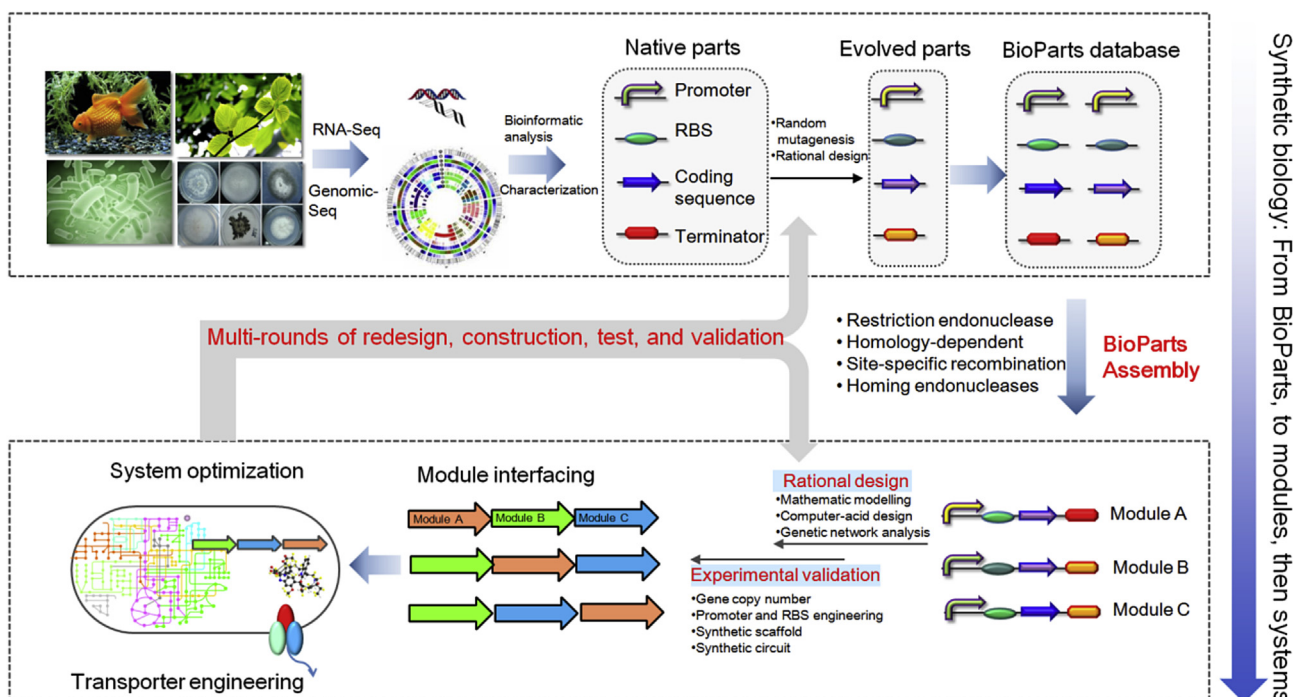 Native parts
Evolved parts
BioParts database
RNA-Seq
Genomic-
Seq
Bioinformatic
analysis
Characterization
Promoter
RBS
Coding
sequence
Terminator
•Random
mutagenesis
•Rational design
Multi-rounds of redesign, construction, test, and validation
• Restriction endonuclease
• Homology-dependent
• Site-specific recombination
• Homing endonucleases
BioParts
Assembly
System optimization
Transporter engineering
Module interfacing
Module A
Module B
Module C
Rational design
•Mathematic modelling
•Computer-acid design
•Genetic network analysis
Experimental validation
•Gene copy number
•Promoter and RBS engineering
•Synthetic scaffold
•Synthetic circuit
Module A
Module B
Module C
Synthetic biology: From BioParts, to modules, then systems